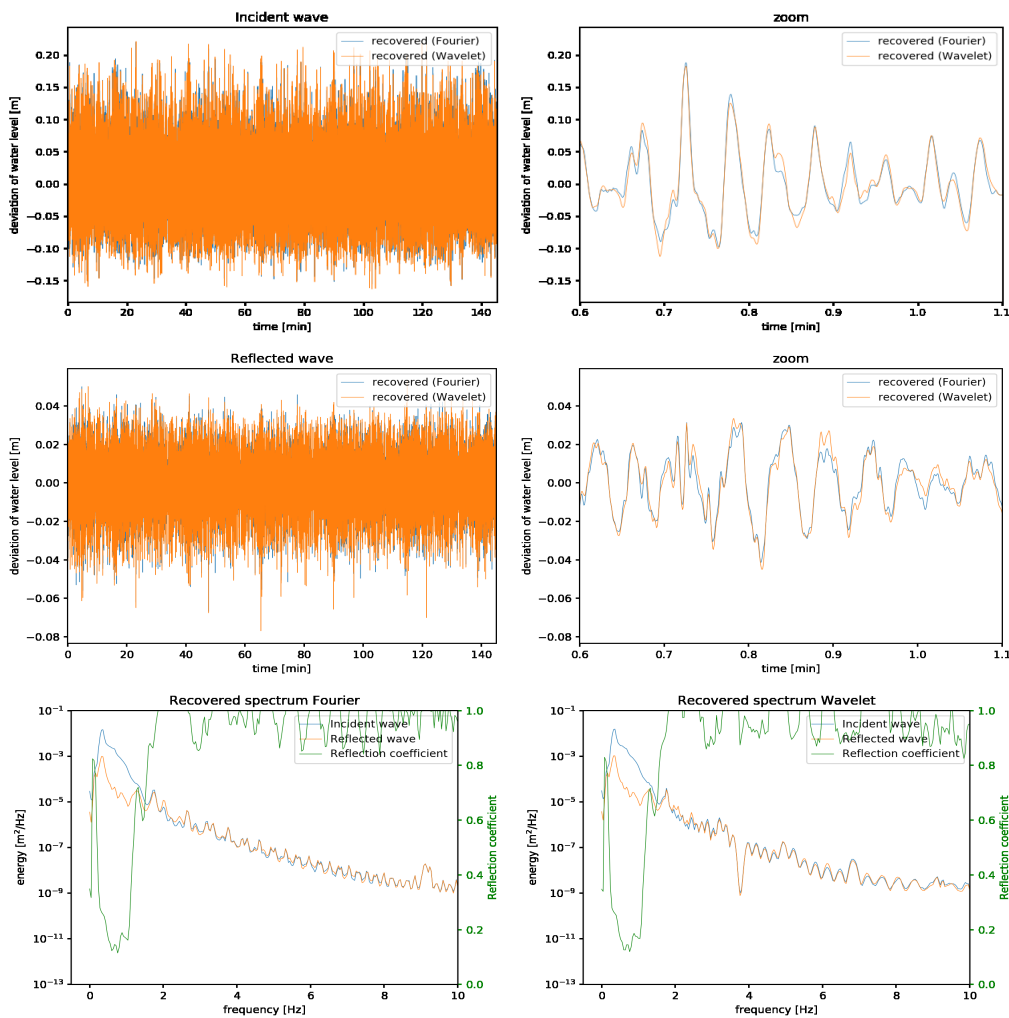 Incident wave
recovered (Fourier)
recovered (Wavelet)
deviation of water level [m]
0.20
0.15
0.10
0.05
0.00
−0.05
−0.10
−0.15
0 20 40 60 80 100 120 140
time [min]
zoom
recovered (Fourier)
recovered (Wavelet)
deviation of water level [m]
0.20
0.15
0.10
0.05
0.00
−0.05
−0.10
−0.15
0.6 0.7 0.8 0.9 1.0 1.1
time [min]
Reflected wave
recovered (Fourier)
recovered (Wavelet)
deviation of water level [m]
0.04
0.02
0.00
−0.02
−0.04
−0.06
−0.08
0 20 40 60 80 100 120 140
time [min]
zoom
recovered (Fourier)
recovered (Wavelet)
deviation of water level [m]
0.04
0.02
0.00
−0.02
−0.04
−0.06
−0.08
0.6 0.7 0.8 0.9 1.0 1.1
time [min]
Recovered spectrum Fourier
Incident wave
Reflected wave
Reflection coefficient
energy [m²/Hz]
10⁻¹
10⁻³
10⁻⁵
10⁻⁷
10⁻⁹
10⁻¹¹
10⁻¹³
0 2 4 6 8 10
frequency [Hz]
1.0
0.8
0.6
0.4
0.2
0.0
Reflection coefficient
Recovered spectrum Wavelet
Incident wave
Reflected wave
Reflection coefficient
energy [m²/Hz]
10⁻¹
10⁻³
10⁻⁵
10⁻⁷
10⁻⁹
10⁻¹¹
10⁻¹³
0 2 4 6 8 10
frequency [Hz]
1.0
0.8
0.6
0.4
0.2
0.0
Reflection coefficient